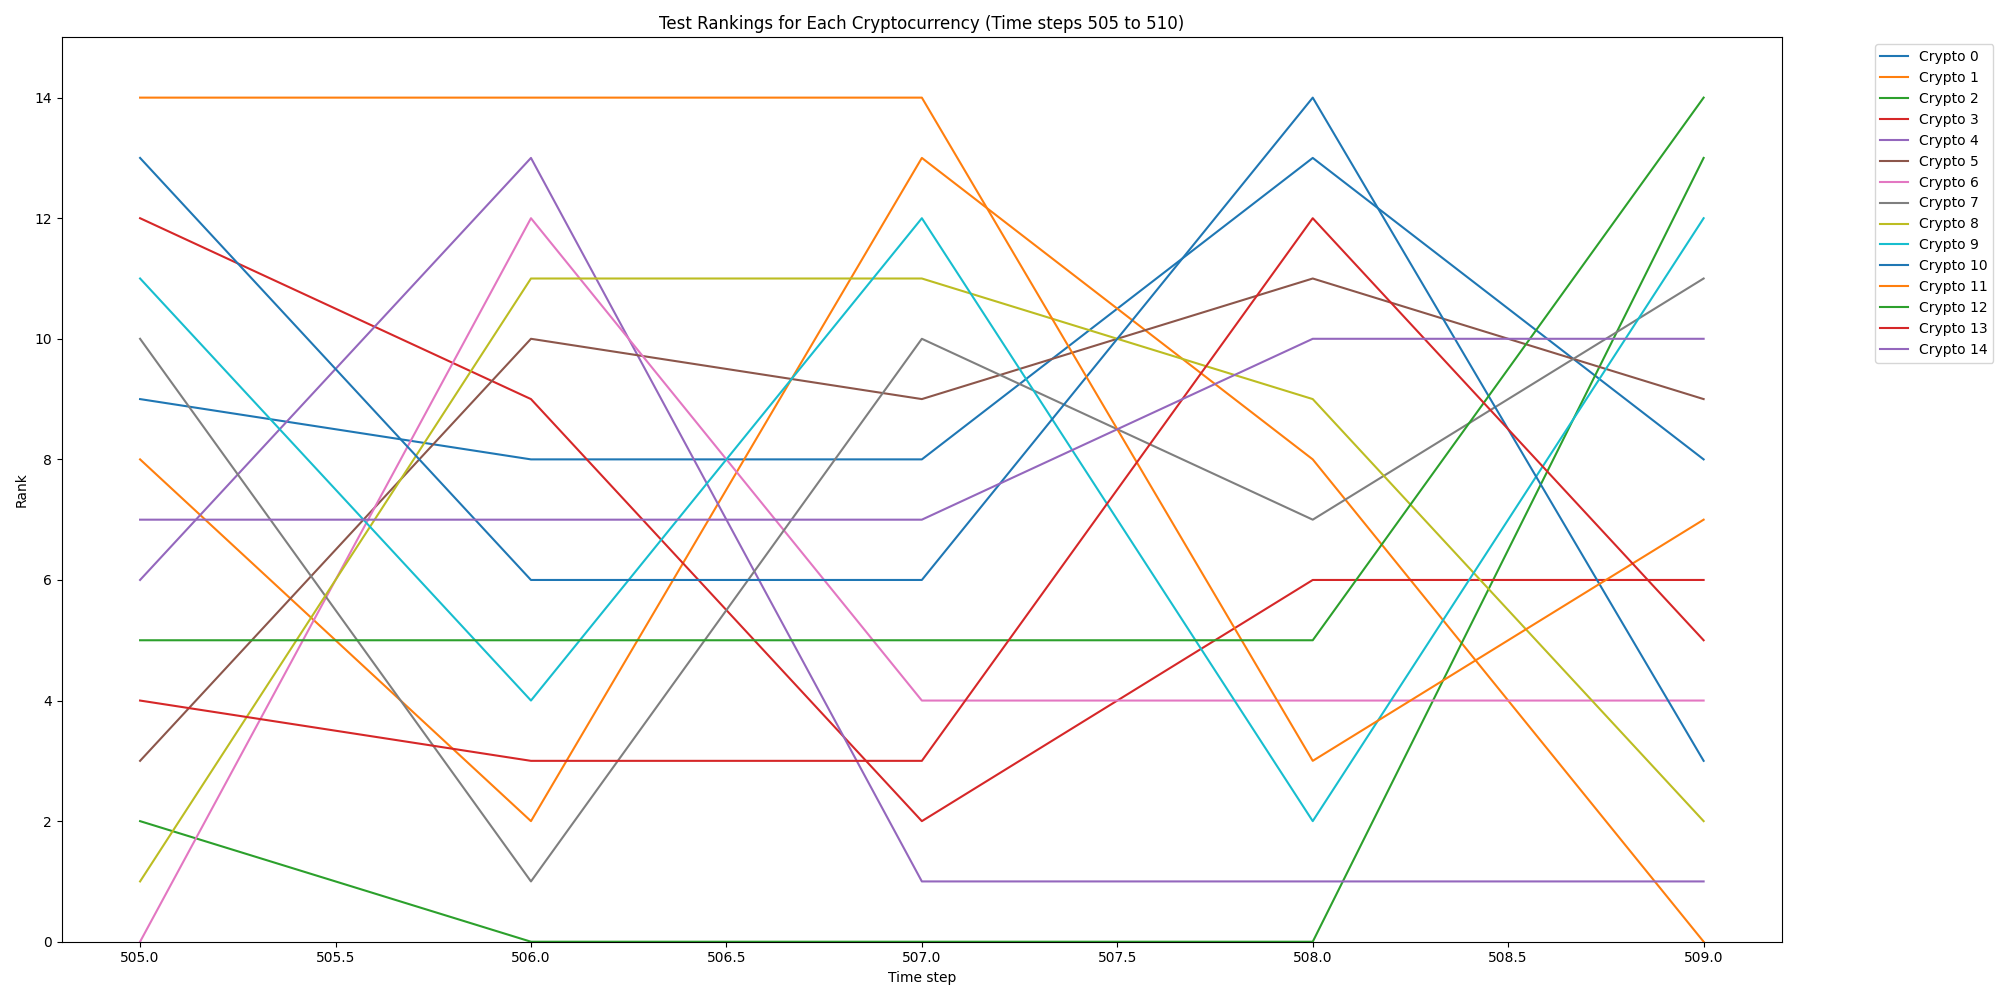 Test Rankings for Each Cryptocurrency (Time steps 505 to 510)
Crypto 0
Crypto 1
Crypto 2
Crypto 3
Crypto 4
Crypto 5
Crypto 6
Crypto 7
Crypto 8
Crypto 9
Crypto 10
Crypto 11
Crypto 12
Crypto 13
Crypto 14
Rank
14
12
10
8
6
4
2
0
505.0 505.5 506.0 506.5 507.0 507.5 508.0 508.5 509.0
Time step